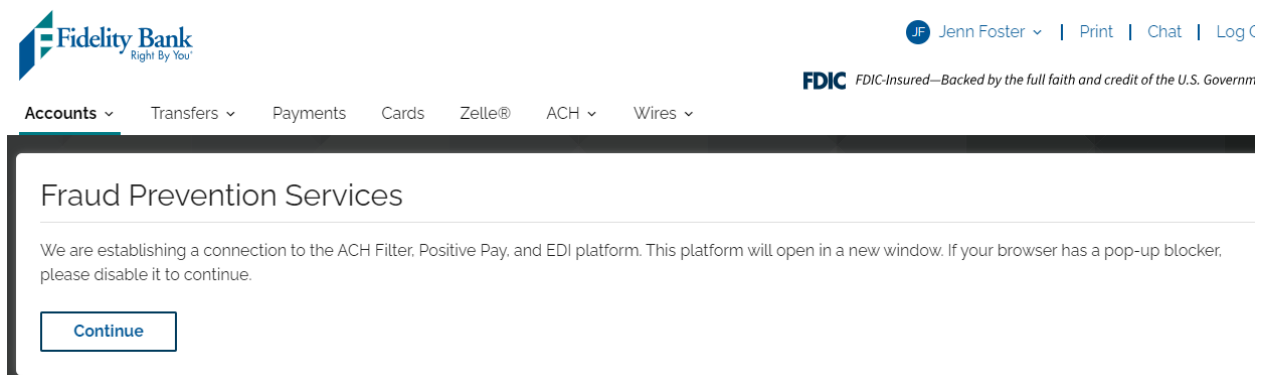 Fidelity Bank
Right By You'
JF Jenn Foster | Print | Chat | Log
FDIC FDIC-Insured—Backed by the full faith and credit of the U.S.
Accounts Transfers Payments Cards Zelle® ACH Wires
Fraud Prevention Services
We are establishing a connection to the ACH Filter, Positive Pay, and EDI platform. This platform will open in a new window. If your browser has a pop-up blocker,
please disable it to continue.
Continue